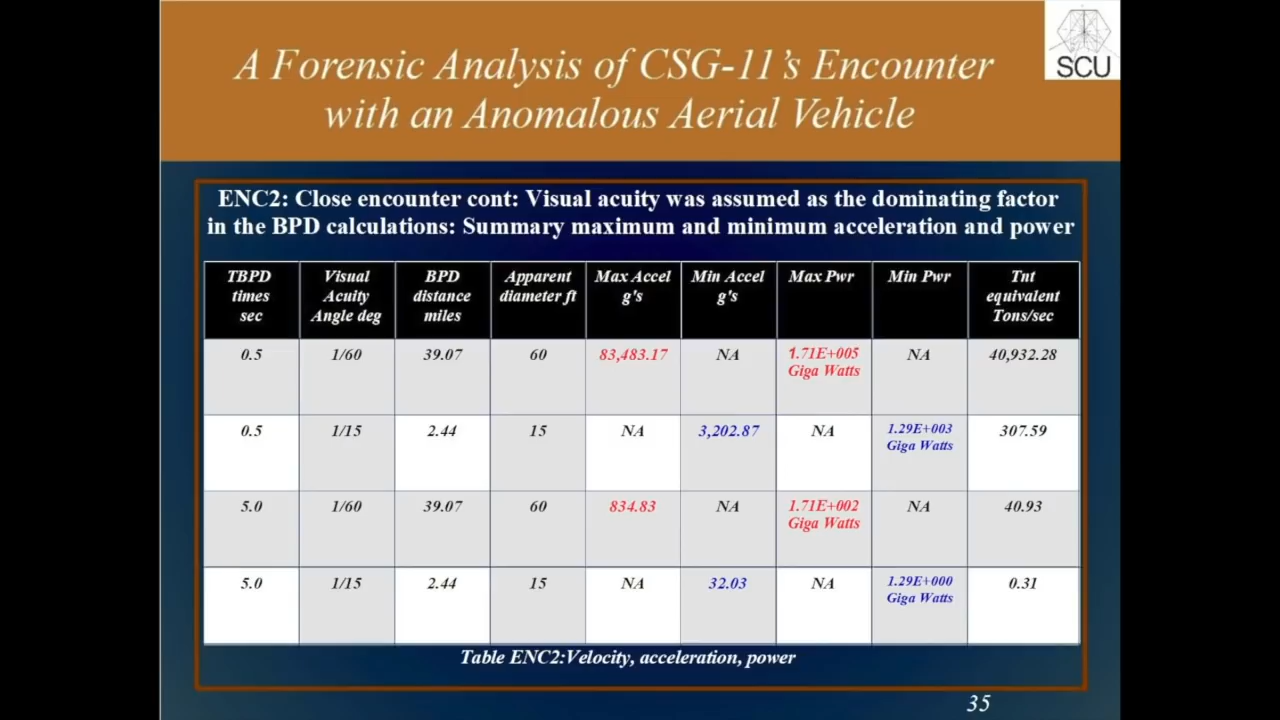 A Forensic Analysis of CSG-11's Encounter
with an Anomalous Aerial Vehicle
SCU
ENC2: Close encounter cont: Visual acuity was assumed as the dominating factor
in the BPD calculations: Summary maximum and minimum acceleration and power
TBPD times sec
Visual Acuity Angle deg
BPD distance miles
Apparent diameter ft
Max Accel g's
Min Accel g's
Max Pwr
Min Pwr
Tnt equivalent Tons/sec
0.5 1/60 39.07 60 83,483.17 NA 1.71E+005 Giga Watts NA 40,932.28
0.5 1/15 2.44 15 NA 3,202.87 NA 1.29E+003 Giga Watts 307.59
5.0 1/60 39.07 60 834.83 NA 1.71E+002 Giga Watts NA 40.93
5.0 1/15 2.44 15 NA 32.03 NA 1.29E+000 Giga Watts 0.31
Table ENC2:Velocity, acceleration, power
35